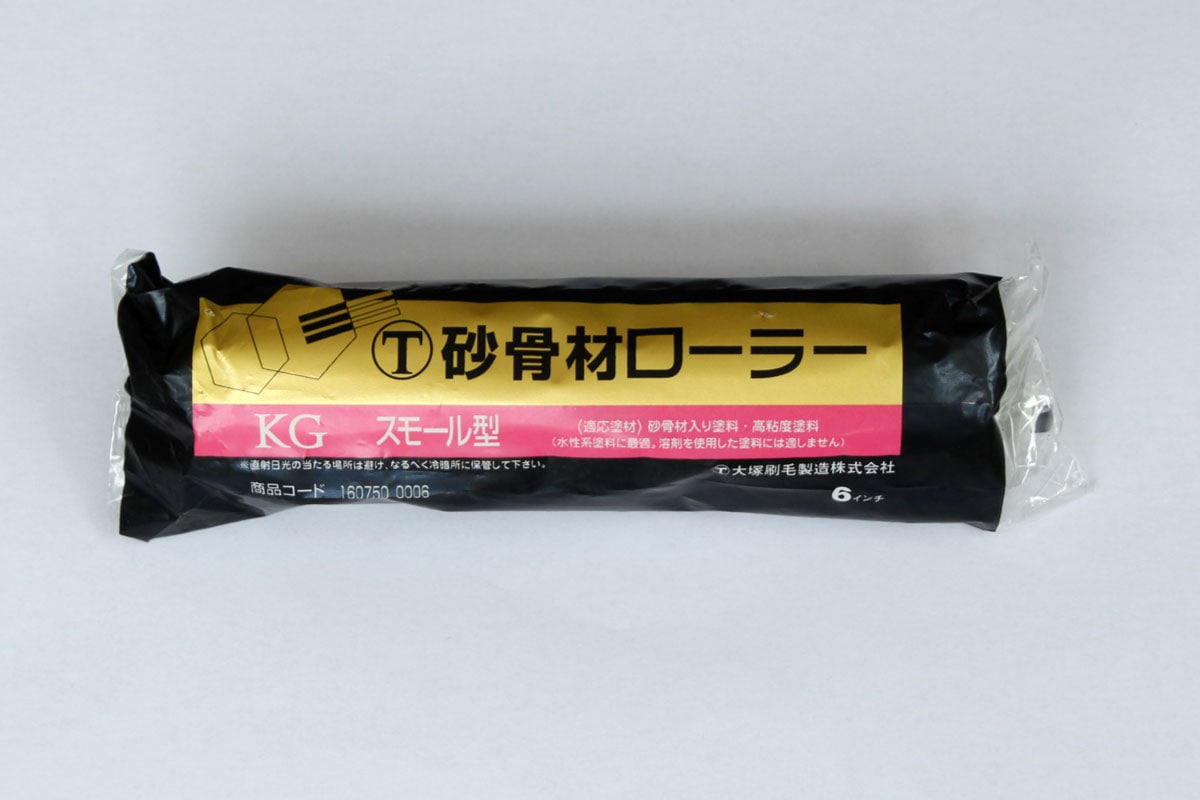 Ⓣ砂骨材ローラー
KG スモール型
〈適応塗材〉砂骨材入り塗料・高粘度塗料
（水性系塗料に最適。溶剤を使用した塗料には適しません）
※直射日光の当たる場所は避け、なるべく冷暗所に保管して下さい。
Ⓣ大塚刷毛製造株式会社
商品コード 160750 0006
6インチ